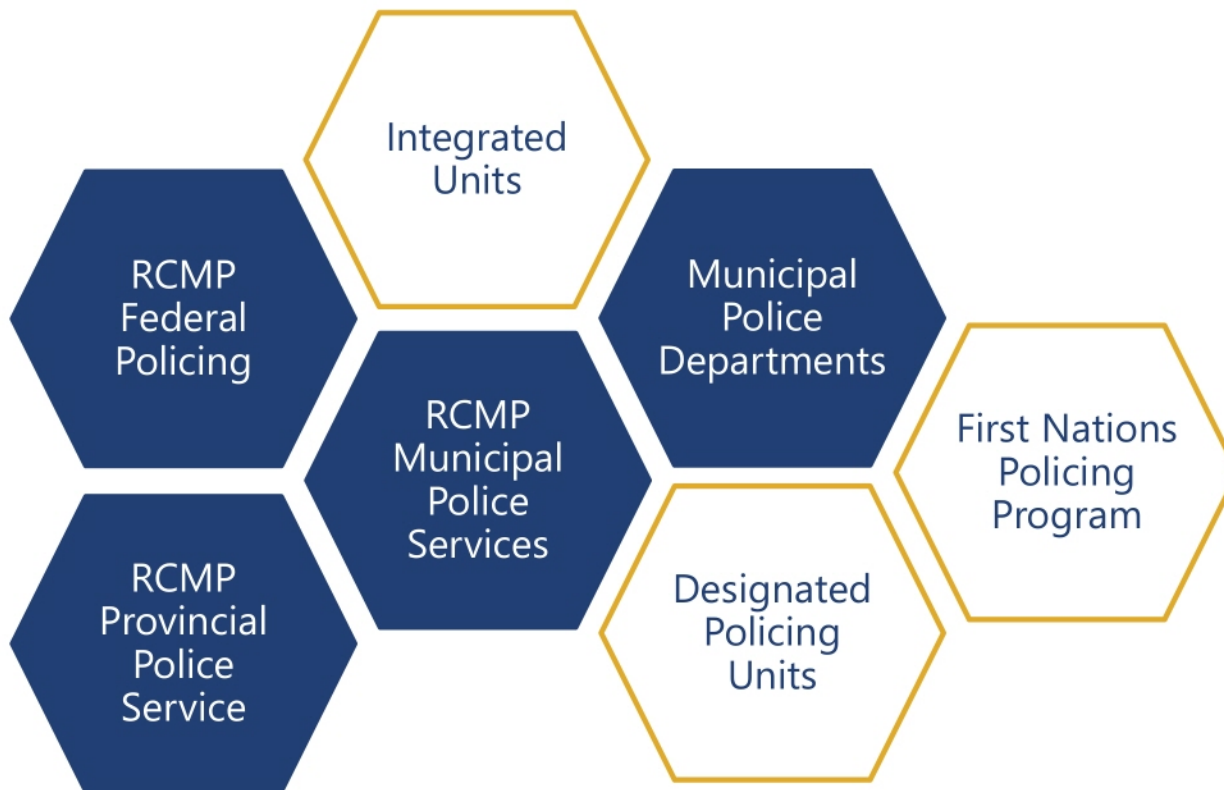 Integrated
Units
RCMP
Federal
Policing
Municipal
Police
Departments
RCMP
Municipal
Police
Services
First Nations
Policing
Program
RCMP
Provincial
Police
Service
Designated
Policing
Units